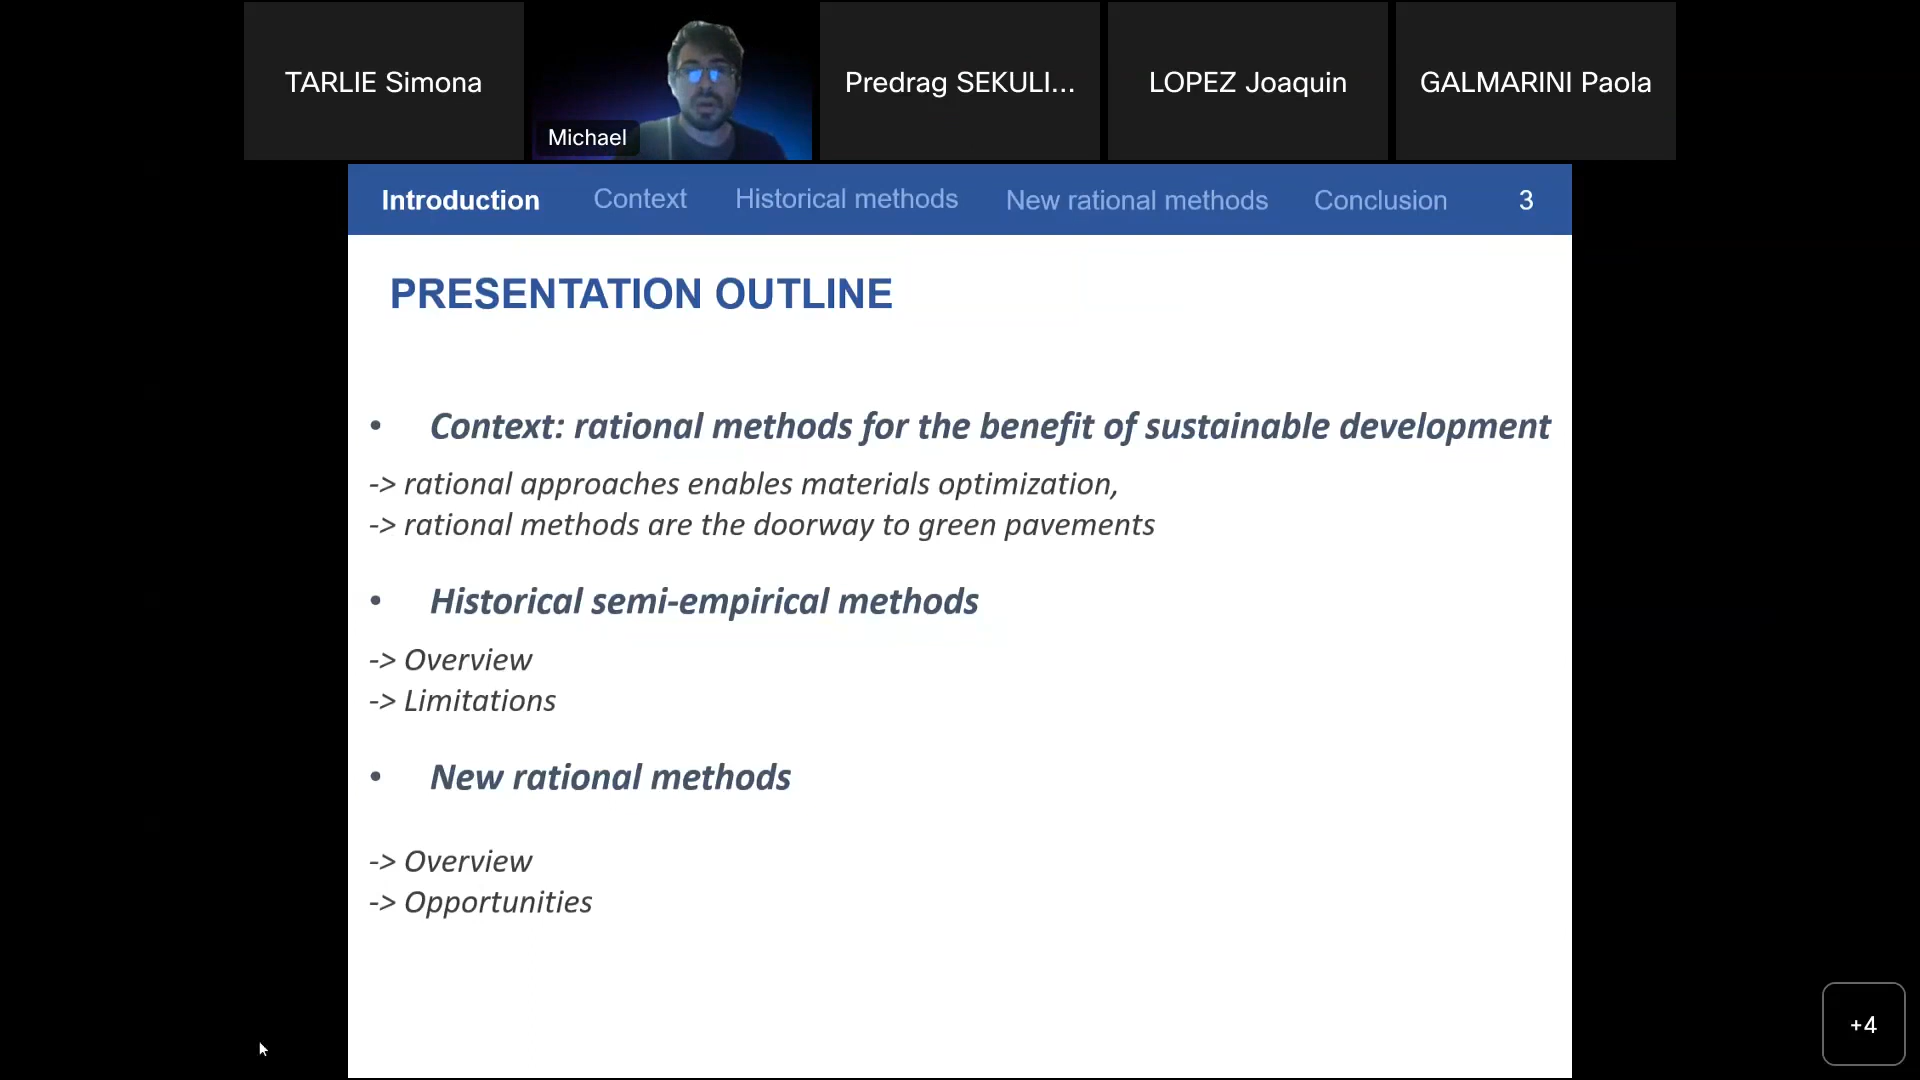 TARLIE Simona
Michael
Predrag SEKULI...
LOPEZ Joaquin
GALMARINI Paola
Introduction Context Historical methods New rational methods Conclusion 3
PRESENTATION OUTLINE
• Context: rational methods for the benefit of sustainable development
-> rational approaches enables materials optimization,
-> rational methods are the doorway to green pavements
• Historical semi-empirical methods
-> Overview
-> Limitations
• New rational methods
-> Overview
-> Opportunities
+4